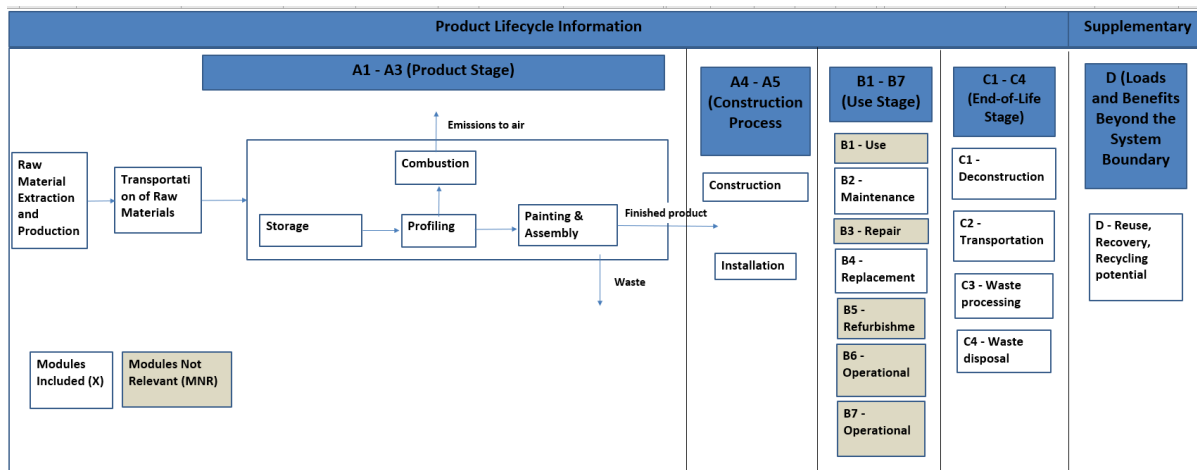 Product Lifecycle Information
Supplementary
A1 - A3 (Product Stage)
Emissions to air
Combustion
Raw
Material
Extraction
and
Production
Transportati
on of Raw
Materials
Storage
Profiling
Painting &
Assembly
Finished product
Waste
Modules
Included (X)
Modules Not
Relevant (MNR)
A4 - A5
(Construction
Process
Construction
Installation
B1 - B7
(Use Stage)
B1 - Use
B2 -
Maintenance
B3 - Repair
B4 -
Replacement
B5 -
Refurbishme
B6 -
Operational
B7 -
Operational
C1 - C4
(End-of-Life
Stage)
C1 -
Deconstruction
C2 -
Transportation
C3 - Waste
processing
C4 - Waste
disposal
D (Loads
and Benefits
Beyond the
System
Boundary
D - Reuse,
Recovery,
Recycling
potential